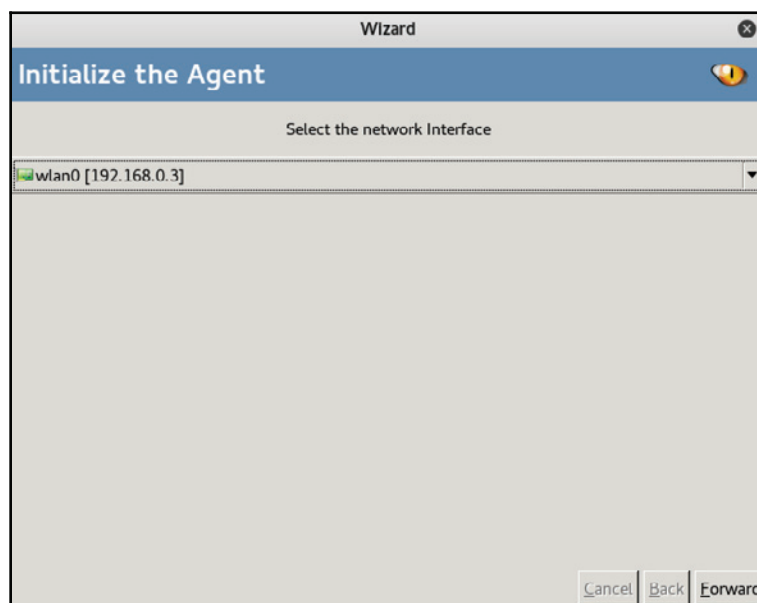 Wizard
Initialize the Agent
Select the network Interface
wlan0 [192.168.0.3]
Cancel Back Forward